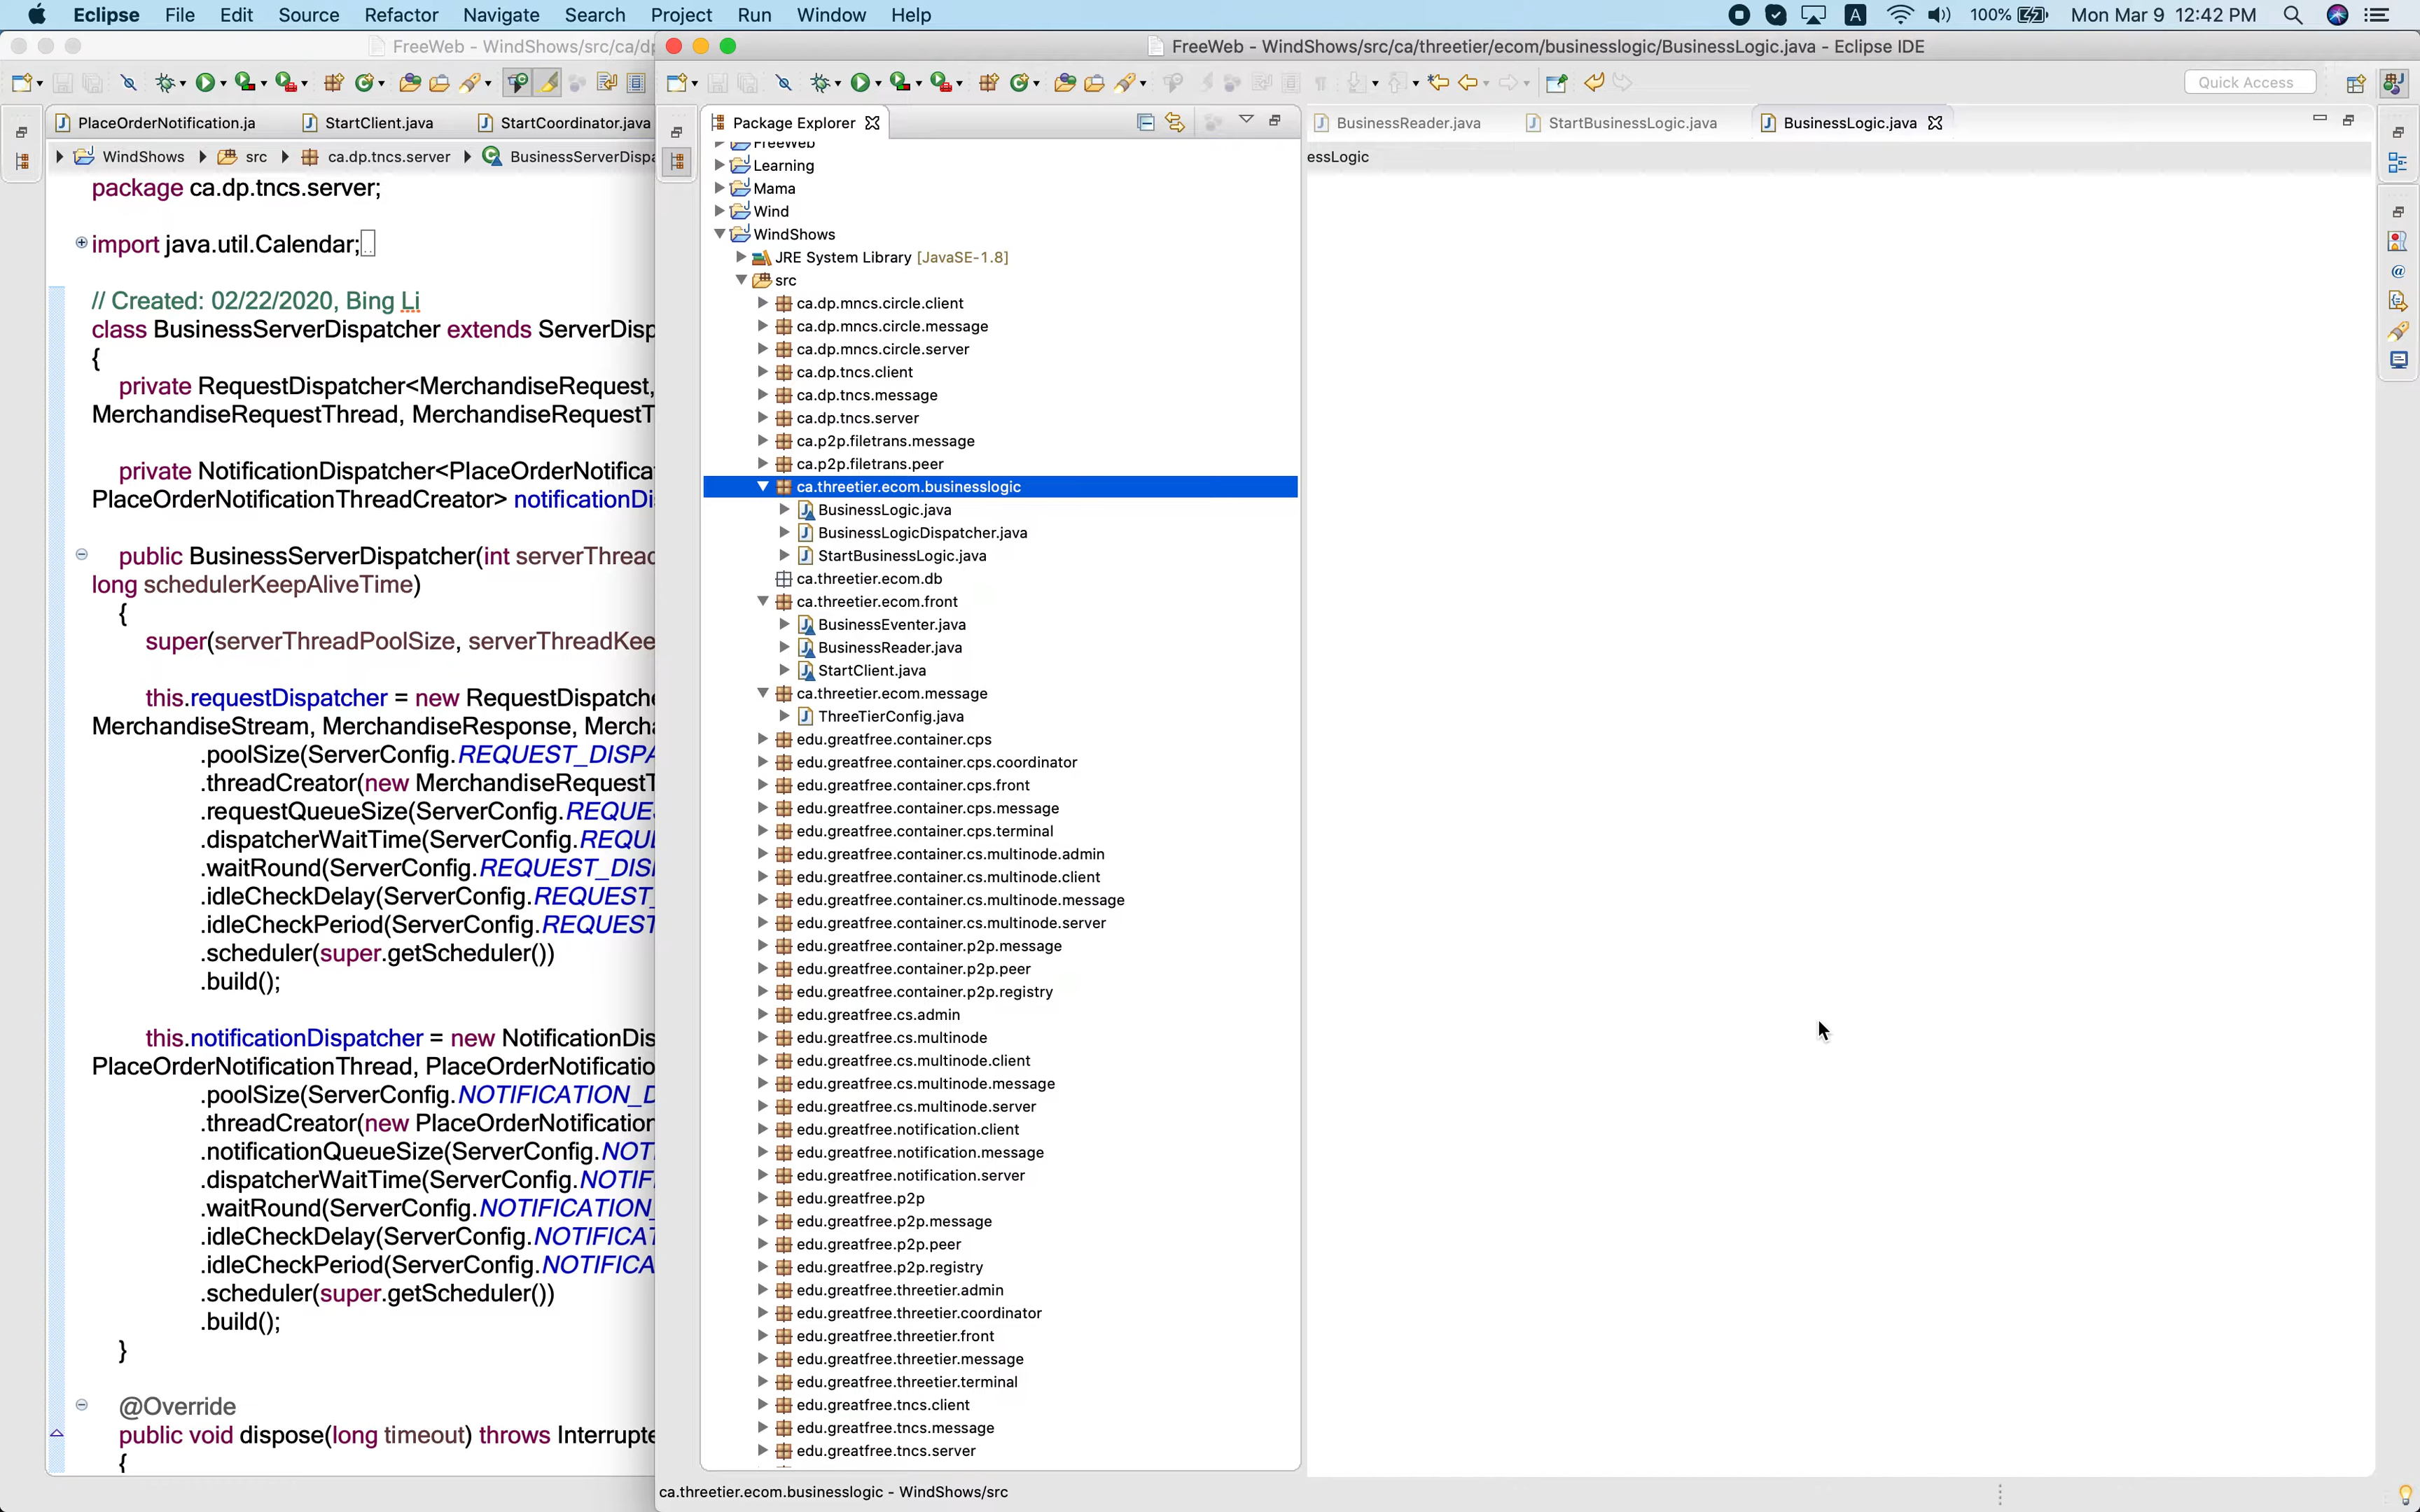 Eclipse File Edit Source Refactor Navigate Search Project Run Window Help
A 100% Mon Mar 9 12:42 PM
FreeWeb - WindShows/src/ca/dp
PlaceOrderNotification.ja StartClient.java StartCoordinator.java
WindShows src ca.dp.tncs.server BusinessServerDispa
package ca.dp.tncs.server;
import java.util.Calendar;
// Created: 02/22/2020, Bing Li
class BusinessServerDispatcher extends ServerDisp
{
private RequestDispatcher<MerchandiseRequest,
MerchandiseRequestThread, MerchandiseRequestT
private NotificationDispatcher<PlaceOrderNotifica
PlaceOrderNotificationThreadCreator> notificationDi
public BusinessServerDispatcher(int serverThread
long schedulerKeepAliveTime)
{
super(serverThreadPoolSize, serverThreadKee
this.requestDispatcher = new RequestDispatche
MerchandiseStream, MerchandiseResponse, Mercha
.poolSize(ServerConfig.REQUEST_DISPA
.threadCreator(new MerchandiseRequestT
.requestQueueSize(ServerConfig.REQUES
.dispatcherWaitTime(ServerConfig.REQUE
.waitRound(ServerConfig.REQUEST_DISF
.idleCheckDelay(ServerConfig.REQUEST_
.idleCheckPeriod(ServerConfig.REQUEST
.scheduler(super.getScheduler())
.build();
this.notificationDispatcher = new NotificationDis
PlaceOrderNotificationThread, PlaceOrderNotificatio
.poolSize(ServerConfig.NOTIFICATION_D
.threadCreator(new PlaceOrderNotification
.notificationQueueSize(ServerConfig.NOTI
.dispatcherWaitTime(ServerConfig.NOTIF
.waitRound(ServerConfig.NOTIFICATION_
.idleCheckDelay(ServerConfig.NOTIFICAT
.idleCheckPeriod(ServerConfig.NOTIFICA
.scheduler(super.getScheduler())
.build();
}
@Override
public void dispose(long timeout) throws Interrupte
{
FreeWeb - WindShows/src/ca/threetier/ecom/businesslogic/BusinessLogic.java - Eclipse IDE
Quick Access
Package Explorer
FreeWeb
Learning
Mama
Wind
WindShows
JRE System Library [JavaSE-1.8]
src
ca.dp.mncs.circle.client
ca.dp.mncs.circle.message
ca.dp.mncs.circle.server
ca.dp.tncs.client
ca.dp.tncs.message
ca.dp.tncs.server
ca.p2p.filetrans.message
ca.p2p.filetrans.peer
ca.threetier.ecom.businesslogic
BusinessLogic.java
BusinessLogicDispatcher.java
StartBusinessLogic.java
ca.threetier.ecom.db
ca.threetier.ecom.front
BusinessEventer.java
BusinessReader.java
StartClient.java
ca.threetier.ecom.message
ThreeTierConfig.java
edu.greatfree.container.cps
edu.greatfree.container.cps.coordinator
edu.greatfree.container.cps.front
edu.greatfree.container.cps.message
edu.greatfree.container.cps.terminal
edu.greatfree.container.cs.multinode.admin
edu.greatfree.container.cs.multinode.client
edu.greatfree.container.cs.multinode.message
edu.greatfree.container.cs.multinode.server
edu.greatfree.container.p2p.message
edu.greatfree.container.p2p.peer
edu.greatfree.container.p2p.registry
edu.greatfree.cs.admin
edu.greatfree.cs.multinode
edu.greatfree.cs.multinode.client
edu.greatfree.cs.multinode.message
edu.greatfree.cs.multinode.server
edu.greatfree.notification.client
edu.greatfree.notification.message
edu.greatfree.notification.server
edu.greatfree.p2p
edu.greatfree.p2p.message
edu.greatfree.p2p.peer
edu.greatfree.p2p.registry
edu.greatfree.threetier.admin
edu.greatfree.threetier.coordinator
edu.greatfree.threetier.front
edu.greatfree.threetier.message
edu.greatfree.threetier.terminal
edu.greatfree.tncs.client
edu.greatfree.tncs.message
edu.greatfree.tncs.server
BusinessReader.java StartBusinessLogic.java BusinessLogic.java
essLogic
ca.threetier.ecom.businesslogic - WindShows/src